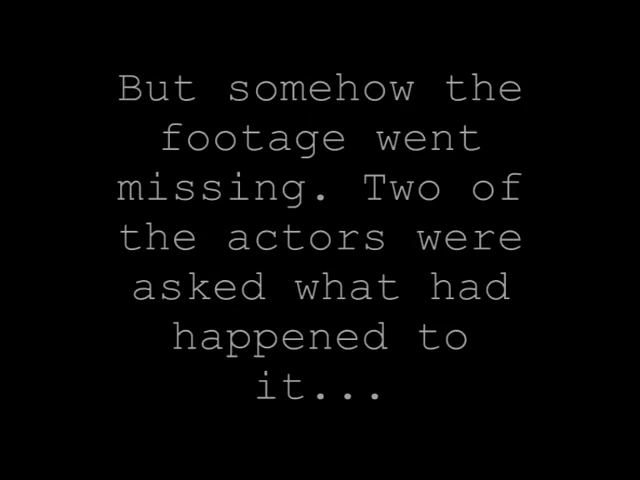 But somehow the
footage went
missing. Two of
the actors were
asked what had
happened to
it...